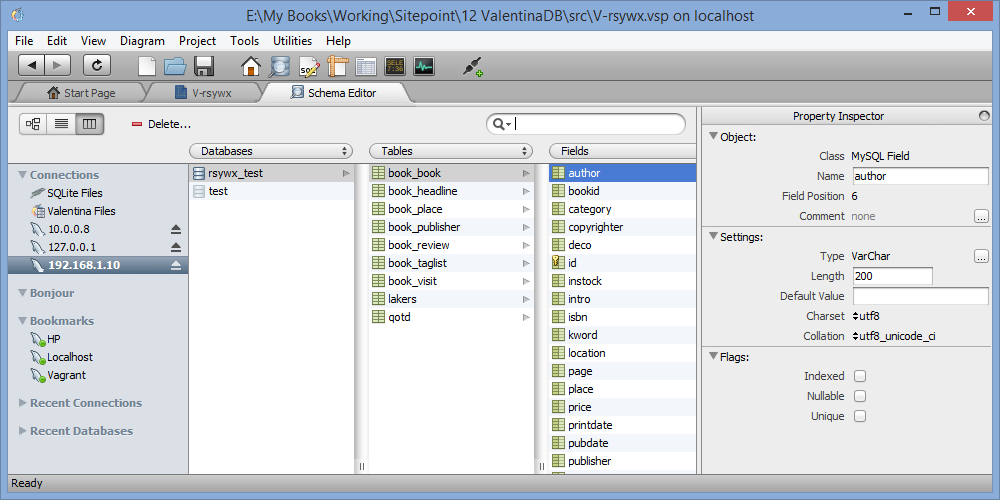 E:\My Books\Working\Sitepoint\12 ValentinaDB\src\V-rsywx.vsp on localhost
File Edit View Diagram Project Tools Utilities Help
SQL
SELE
7:36
Start Page V-rsywx Schema Editor
Delete...
Databases Tables Fields
Connections
SQLite Files
Valentina Files
10.0.0.8
127.0.0.1
192.168.1.10
Bonjour
Bookmarks
HP
Localhost
Vagrant
Recent Connections
Recent Databases
rsywx_test
test
book_book
book_headline
book_place
book_publisher
book_review
book_taglist
book_visit
lakers
qotd
author
bookid
category
copyrighter
deco
id
instock
intro
isbn
kword
location
page
place
price
printdate
pubdate
publisher
Property Inspector
Object:
Class MySQL Field
Name author
Field Position 6
Comment none ...
Settings:
Type VarChar ...
Length 200
Default Value
Charset utf8
Collation utf8_unicode_ci
Flags:
Indexed
Nullable
Unique
Ready